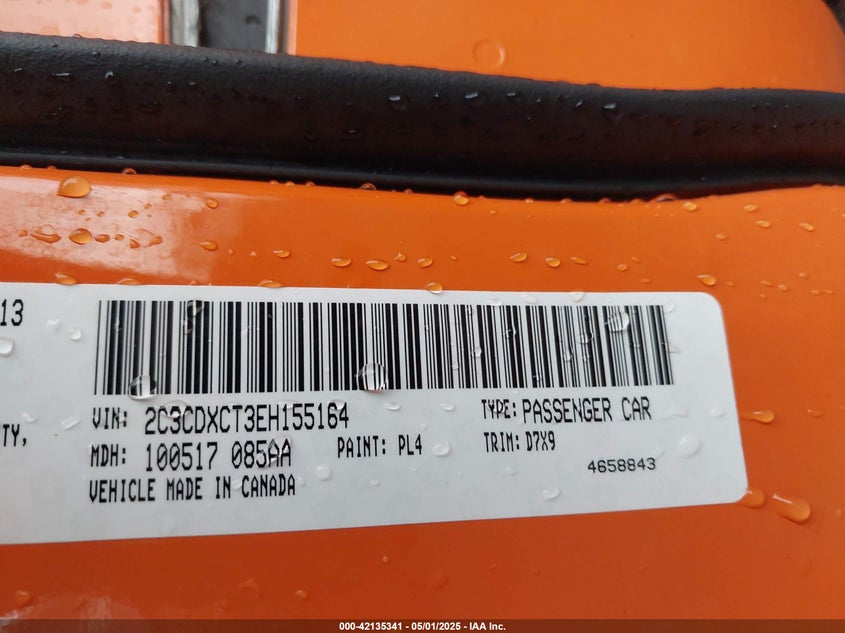 13
VIN: 2C3CDXCT3EH155164 TYPE: PASSENGER CAR
TY,
MDH: 100517 085AA PAINT: PL4 TRIM: D7X9
4658843
VEHICLE MADE IN CANADA
000-42135341 - 05/01/2025 - IAA Inc.